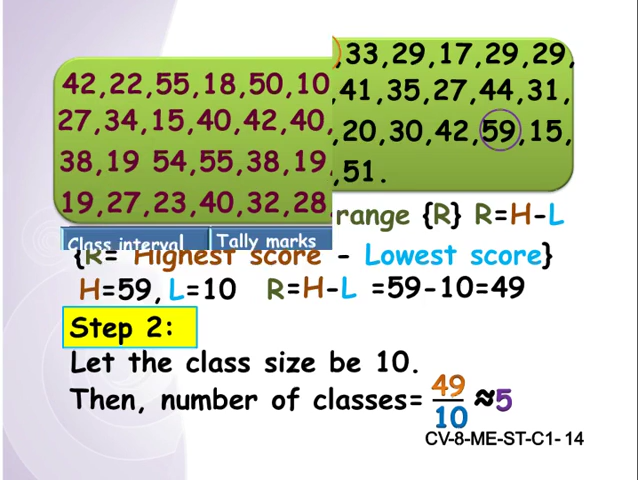 42,22,55,18,50,10
27,34,15,40,42,40,
38,19 54,55,38,19,
19,27,23,40,32,28,
,33,29,17,29,29,
,41,35,27,44,31,
,20,30,42,59,15,
,51.
range {R} R=H-L
Class interval Tally marks
{R= Highest score - Lowest score}
H=59, L=10 R=H-L =59-10=49
Step 2:
Let the class size be 10.
Then, number of classes= 49/10 ≈5
CV-8-ME-ST-C1- 14